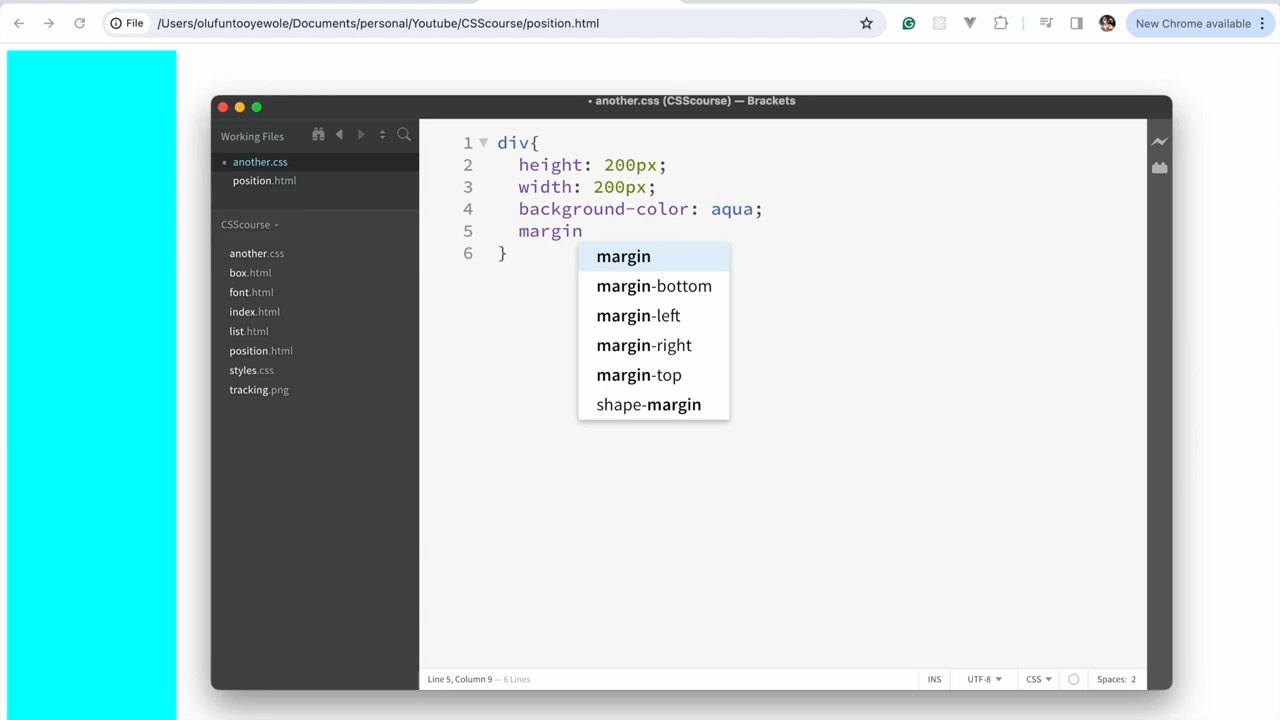 File
/Users/olufuntooyewole/Documents/personal/Youtube/CSScourse/position.html
New Chrome available
• another.css (CSScourse) — Brackets
Working Files
• another.css
position.html
CSScourse
another.css
box.html
font.html
index.html
list.html
position.html
styles.css
tracking.png
1 div{
2 height: 200px;
3 width: 200px;
4 background-color: aqua;
5 margin
6 }
margin
margin-bottom
margin-left
margin-right
margin-top
shape-margin
Line 5, Column 9 — 6 Lines
INS
UTF-8
CSS
Spaces: 2